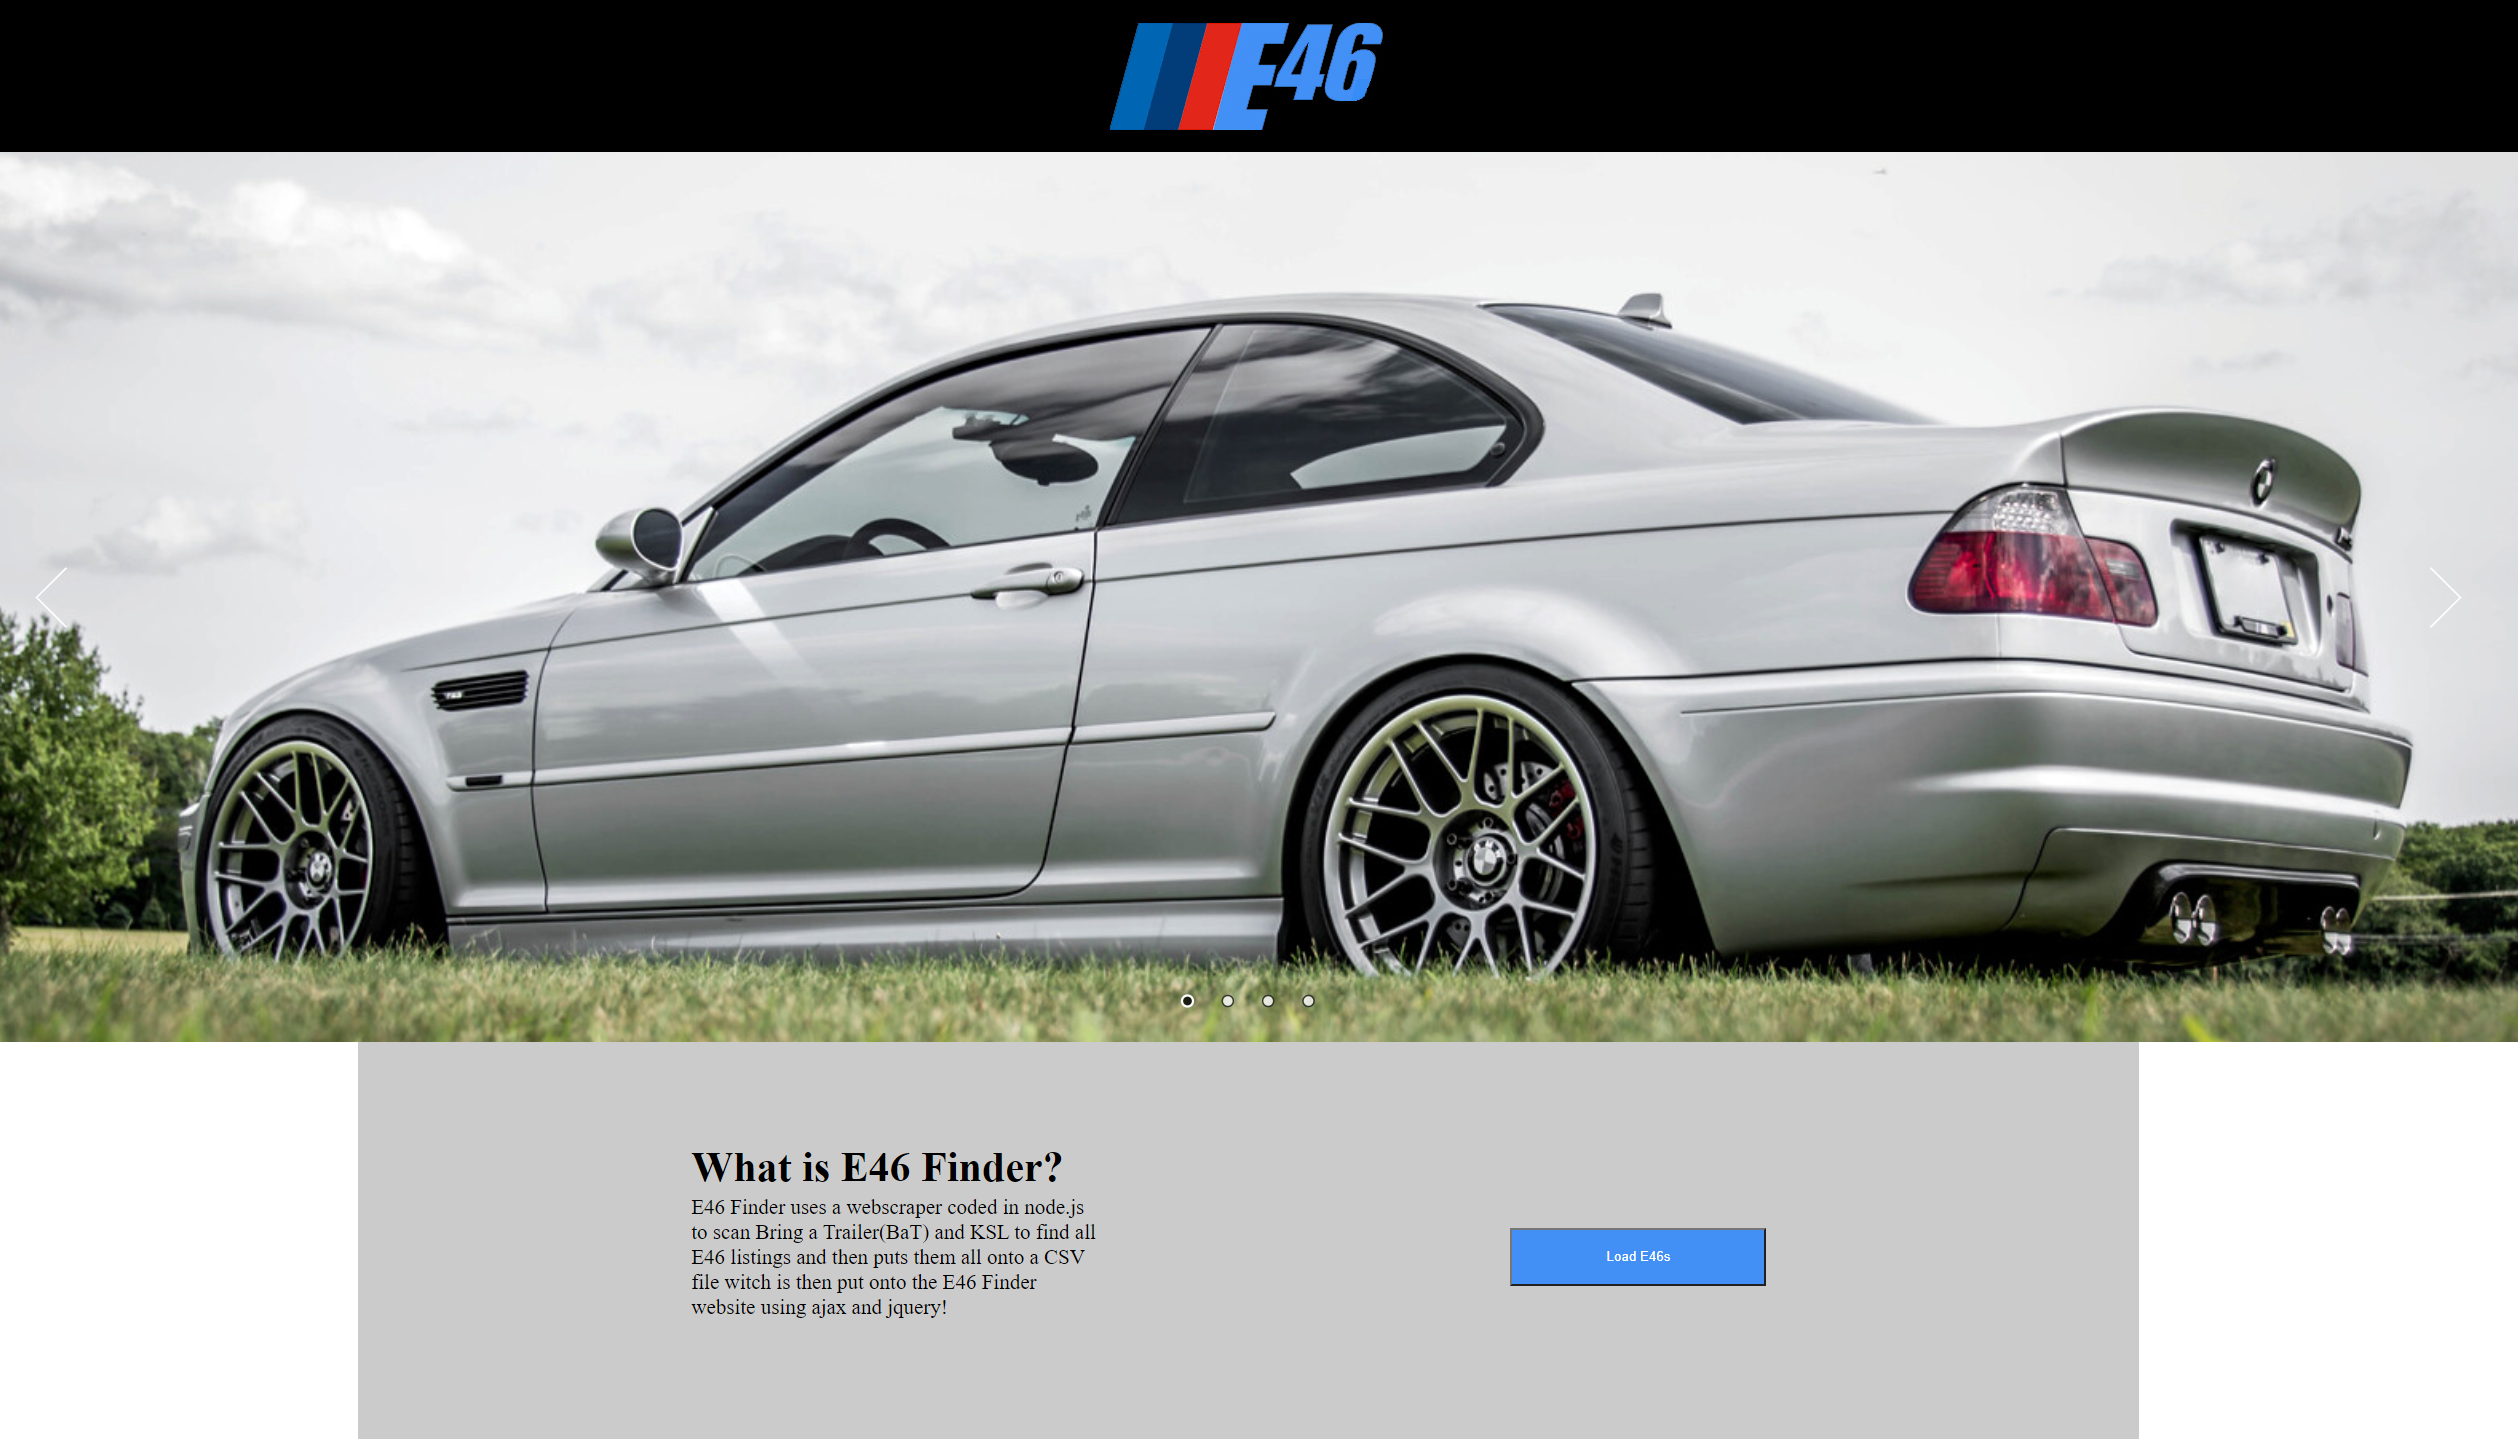 E46
What is E46 Finder?
E46 Finder uses a webscraper coded in node.js
to scan Bring a Trailer(BaT) and KSL to find all
E46 listings and then puts them all onto a CSV
file witch is then put onto the E46 Finder
website using ajax and jquery!
Load E46s